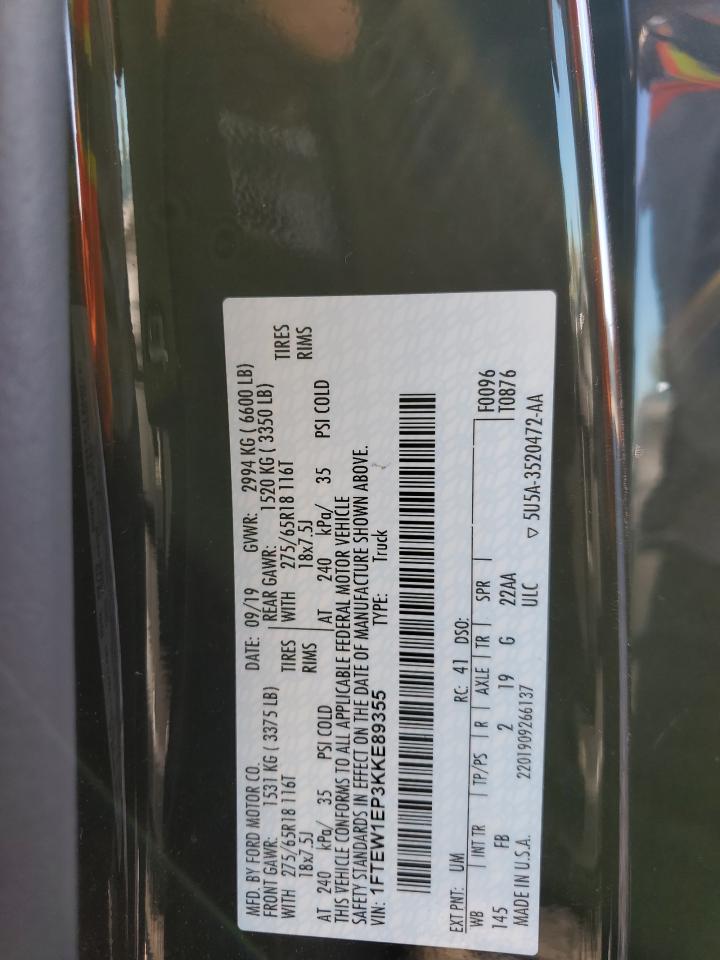 MFD. BY FORD MOTOR CO. DATE: 09/19 GVWR: 2994 KG ( 6600 LB)
FRONT GAWR: 1531 KG ( 3375 LB) REAR GAWR: 1520 KG ( 3350 LB)
WITH 275/65R18 116T TIRES WITH 275/65R18 116T TIRES
18x7.5J RIMS 18x7.5J RIMS
AT 240 kPa/ 35 PSI COLD AT 240 kPa/ 35 PSI COLD
THIS VEHICLE CONFORMS TO ALL APPLICABLE FEDERAL MOTOR VEHICLE
SAFETY STANDARDS IN EFFECT ON THE DATE OF MANUFACTURE SHOWN ABOVE.
VIN: 1FTEW1EP3KKE89355 TYPE: Truck
EXT PNT: UM RC: 41 DSO:
WB INT TR TP/PS R AXLE TR SPR F0096
145 FB 2 19 G 22AA T0876
MADE IN U.S.A. 2201909266137 ULC ▽ 5U5A-3520472-AA